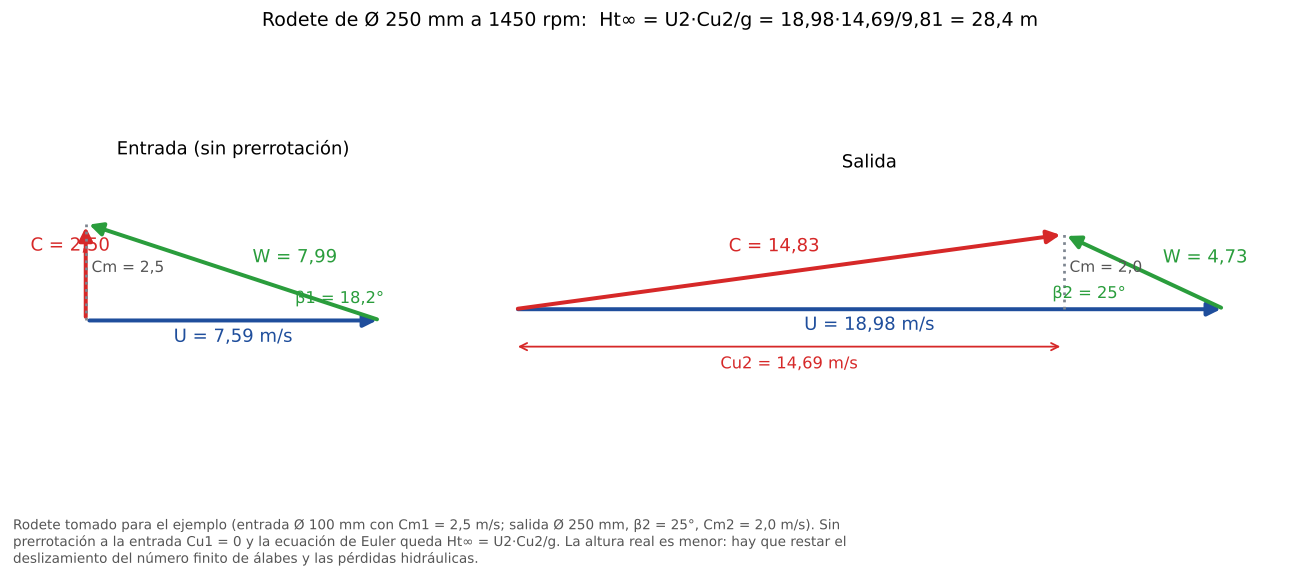 Rodete de Ø 250 mm a 1450 rpm:  Ht∞ = U2·Cu2/g = 18,98·14,69/9,81 = 28,4 m
Entrada (sin prerrotación)
Salida
C = 2,50
Cm = 2,5
W = 7,99
β1 = 18,2°
U = 7,59 m/s
C = 14,83
Cm = 2,0
W = 4,73
β2 = 25°
U = 18,98 m/s
Cu2 = 14,69 m/s
Rodete tomado para el ejemplo (entrada Ø 100 mm con Cm1 = 2,5 m/s; salida Ø 250 mm, β2 = 25°, Cm2 = 2,0 m/s). Sin
prerrotación a la entrada Cu1 = 0 y la ecuación de Euler queda Ht∞ = U2·Cu2/g. La altura real es menor: hay que restar el
deslizamiento del número finito de álabes y las pérdidas hidráulicas.